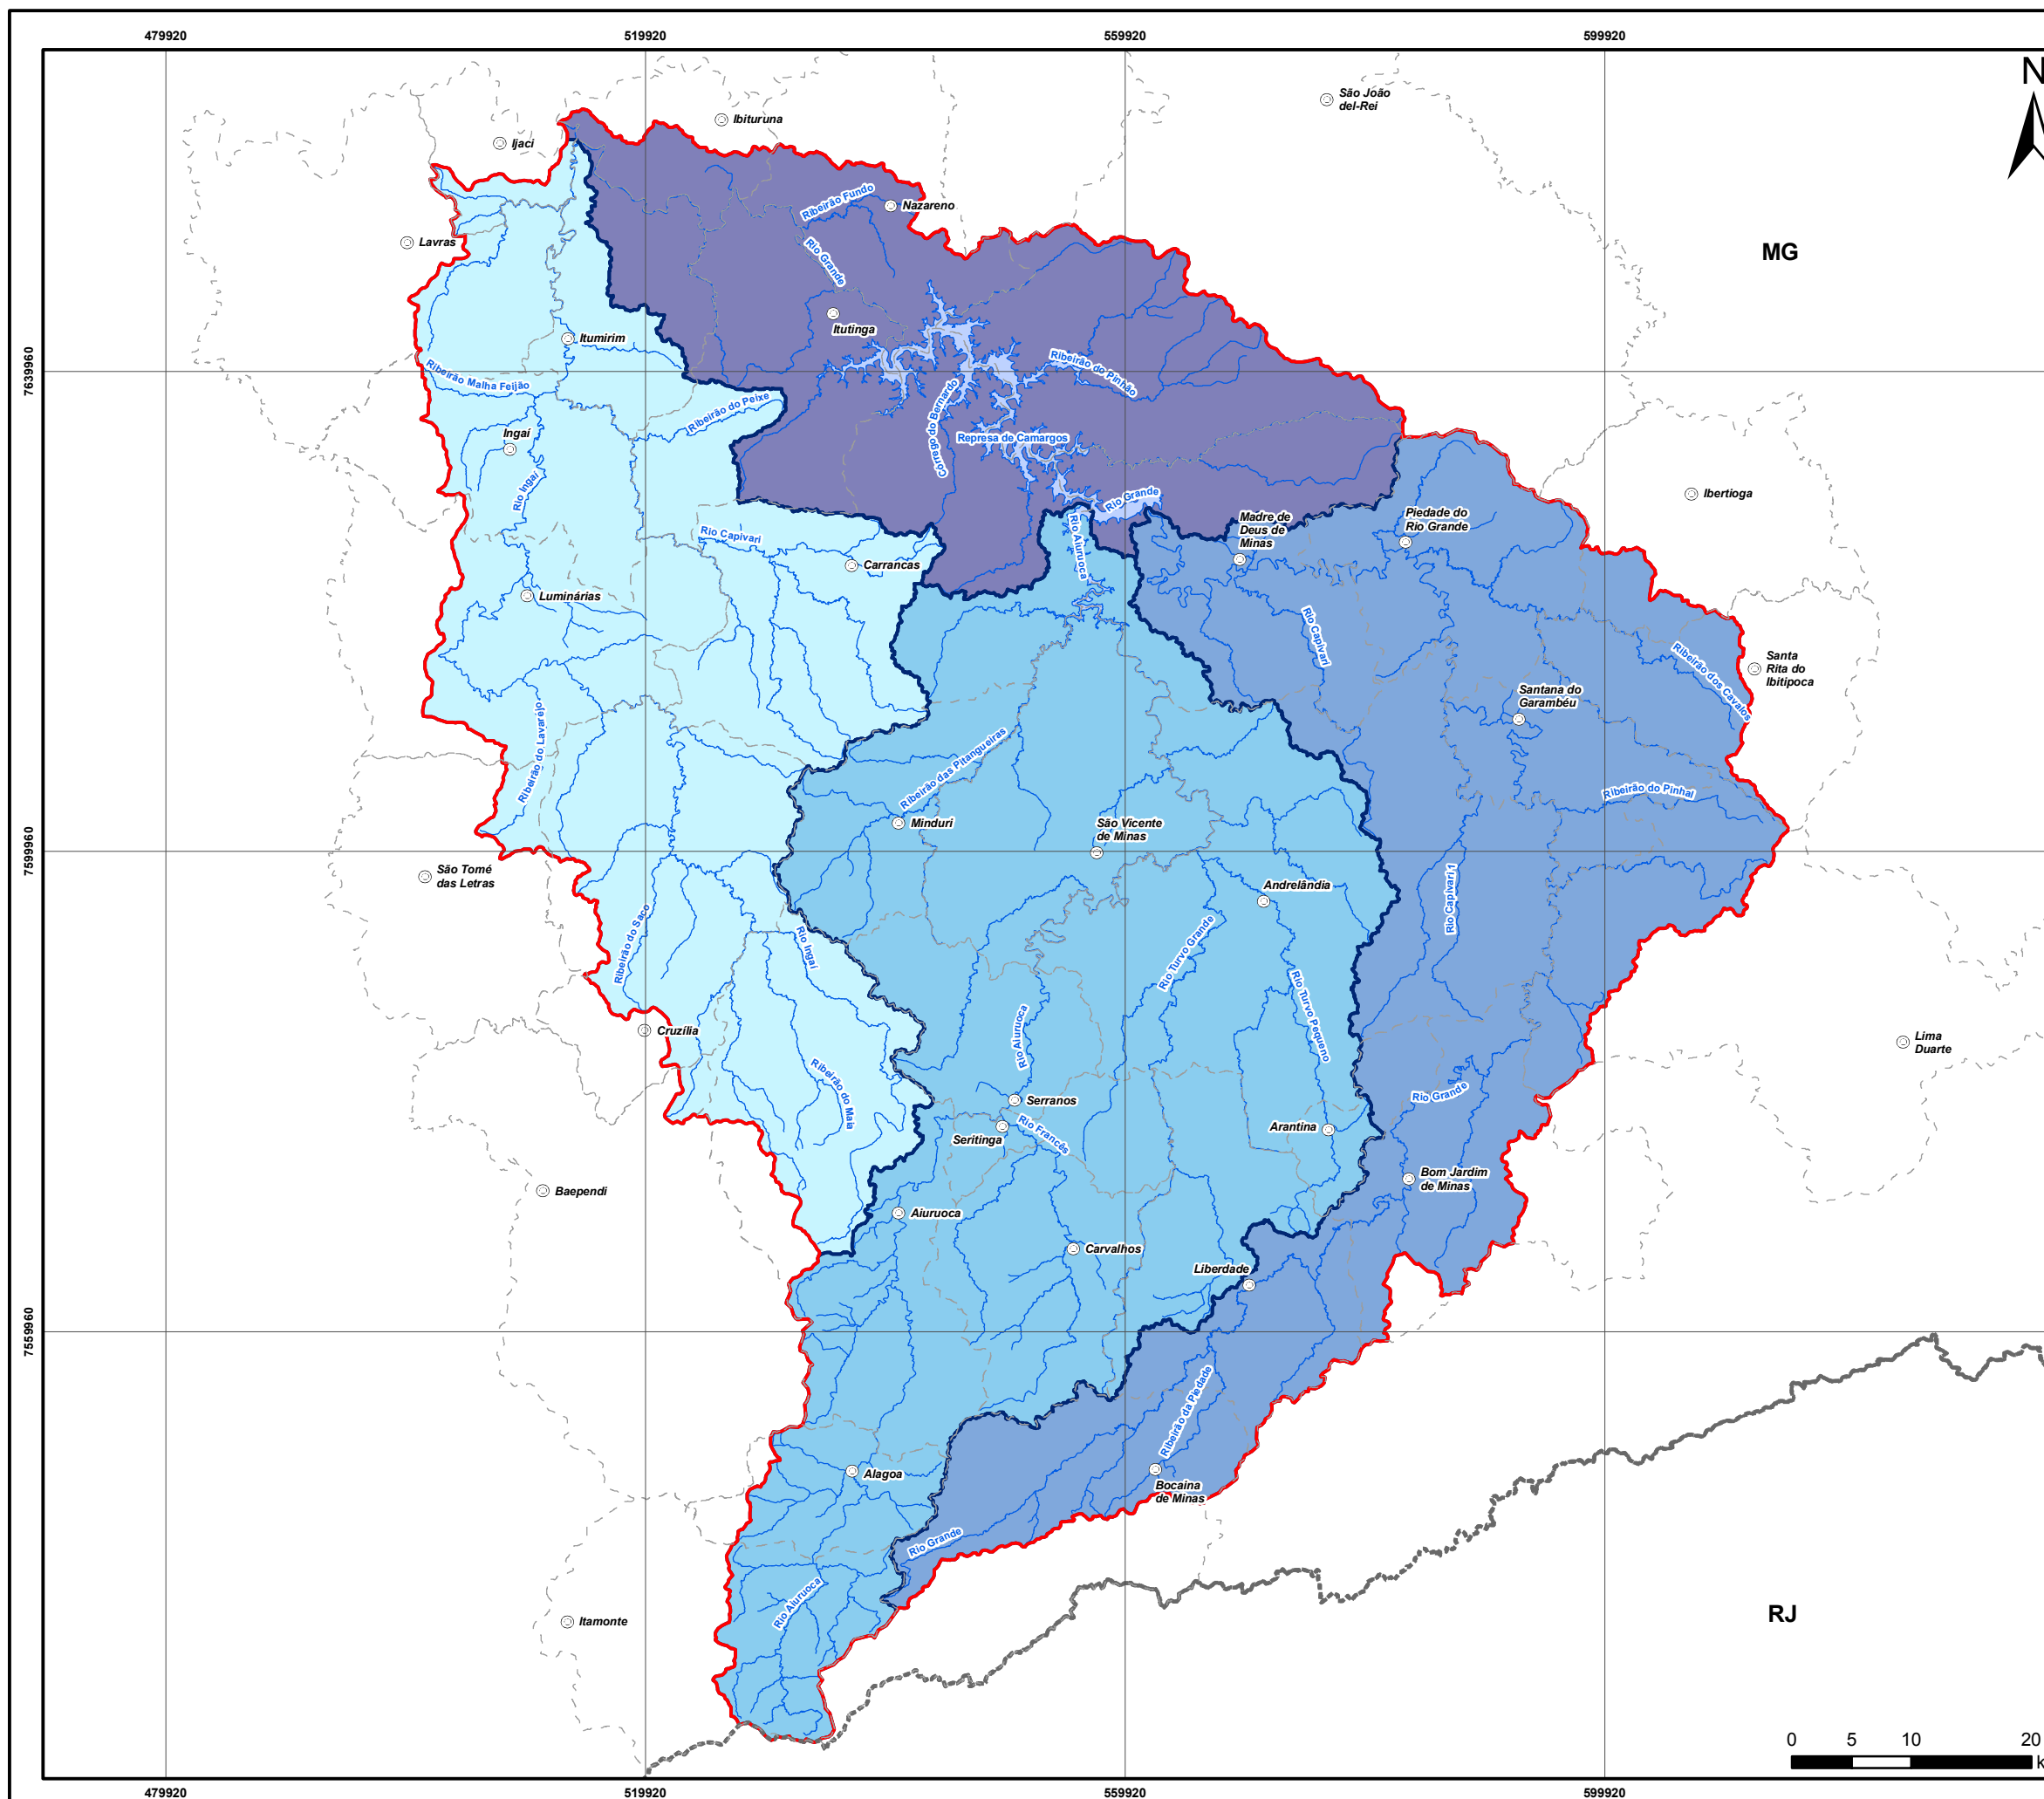 479920
519920
559920
599920
N
São João
del-Rei
Ibituruna
Ijaci
MG
Nazareno
Ribeirão Fundo
Lavras
Rio Grande
Itutinga
Itumirim
7639960
Ribeirão Malha Feijão
Ribeirão do Peixe
Ribeirão do Pinhão
Córrego do Bernardo
Represa de Camargos
Ingaí
Rio Ingaí
Rio Grande
Ibertioga
Madre de
Deus de
Minas
Piedade do
Rio Grande
Rio Capivari
Rio Aiuruoca
Carrancas
Luminárias
Rio Capivari
Ribeirão dos Cavalos
Santa
Rita do
Ibitipoca
Santana do
Garambéu
Ribeirão do Lavarejo
Ribeirão das Pitangueiras
Ribeirão do Pinhal
Minduri
São Vicente
de Minas
7599960
São Tomé
das Letras
Andrelândia
Rio Capivari 1
Ribeirão do Saco
Rio Ingaí
Rio Turvo Grande
Rio Turvo Pequeno
Cruzília
Rio Aiuruoca
Lima
Duarte
Ribeirão do Maia
Rio Grande
Serranos
Seritinga
Rio Francês
Arantina
Bom Jardim
de Minas
Baependi
Aiuruoca
Carvalhos
Liberdade
7559960
Ribeirão da Piedade
Alagoa
Bocaina
de Minas
Rio Grande
Rio Aiuruoca
Itamonte
RJ
0 5 10 20
k
479920
519920
559920
599920